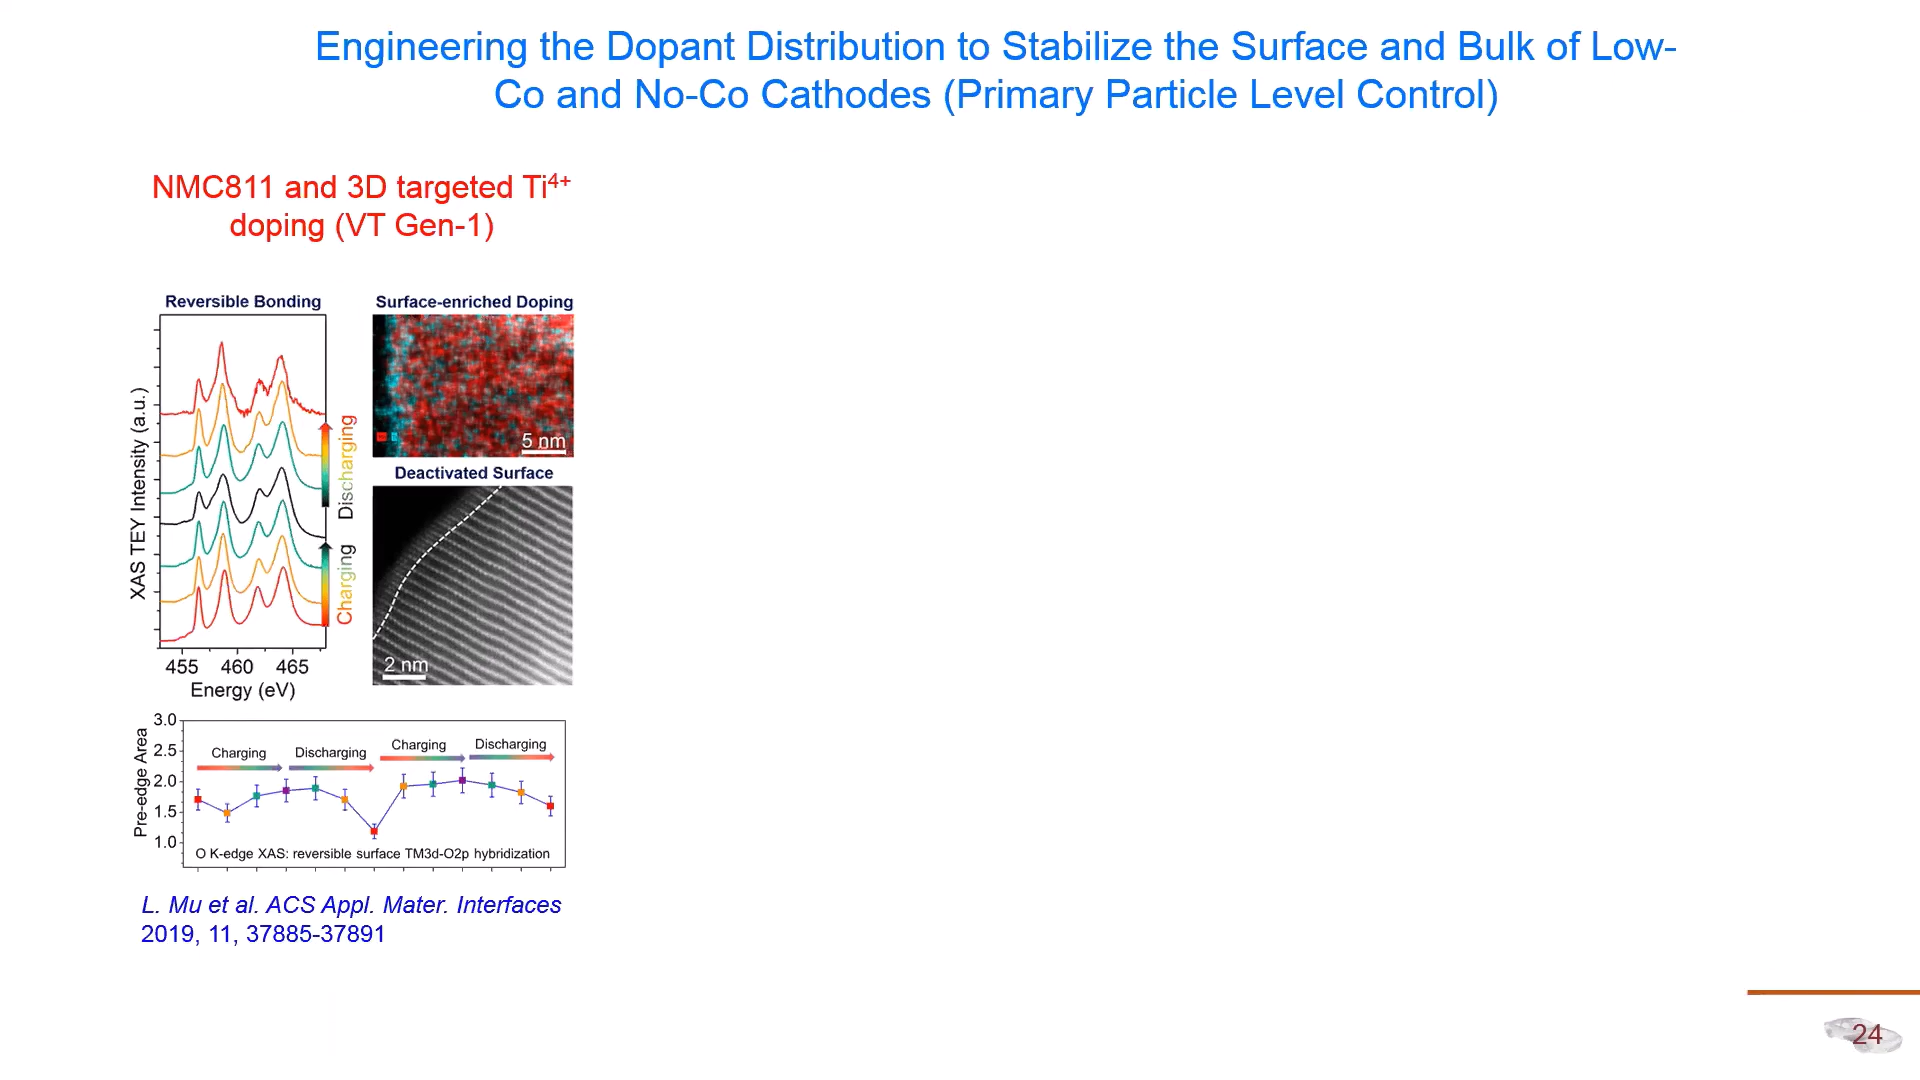 Engineering the Dopant Distribution to Stabilize the Surface and Bulk of Low-
Co and No-Co Cathodes (Primary Particle Level Control)
NMC811 and 3D targeted Ti⁴⁺
doping (VT Gen-1)
Reversible Bonding
XAS TEY Intensity (a.u.)
Discharging
Charging
455 460 465
Energy (eV)
Surface-enriched Doping
5 nm
Deactivated Surface
2 nm
Pre-edge Area
3.0
2.5
2.0
1.5
1.0
Charging Discharging Charging Discharging
O K-edge XAS: reversible surface TM3d-O2p hybridization
L. Mu et al. ACS Appl. Mater. Interfaces
2019, 11, 37885-37891
24